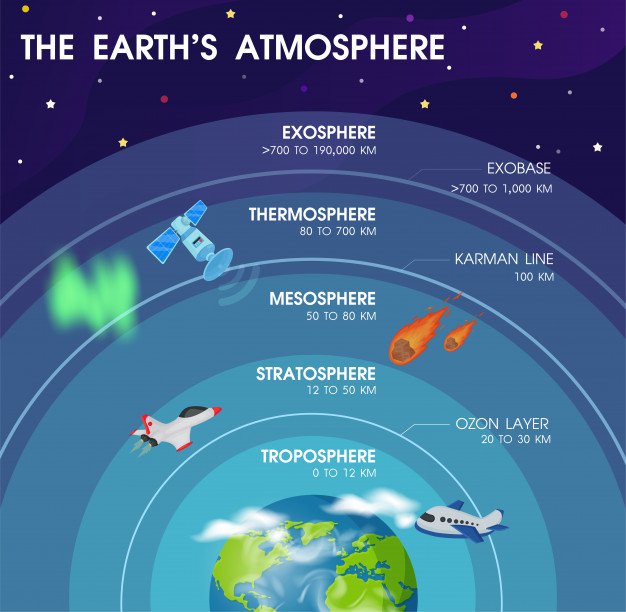 THE EARTH'S ATMOSPHERE
EXOSPHERE
>700 TO 190,000 KM
EXOBASE
>700 TO 1,000 KM
THERMOSPHERE
80 TO 700 KM
KARMAN LINE
100 KM
MESOSPHERE
50 TO 80 KM
STRATOSPHERE
12 TO 50 KM
OZON LAYER
20 TO 30 KM
TROPOSPHERE
0 TO 12 KM